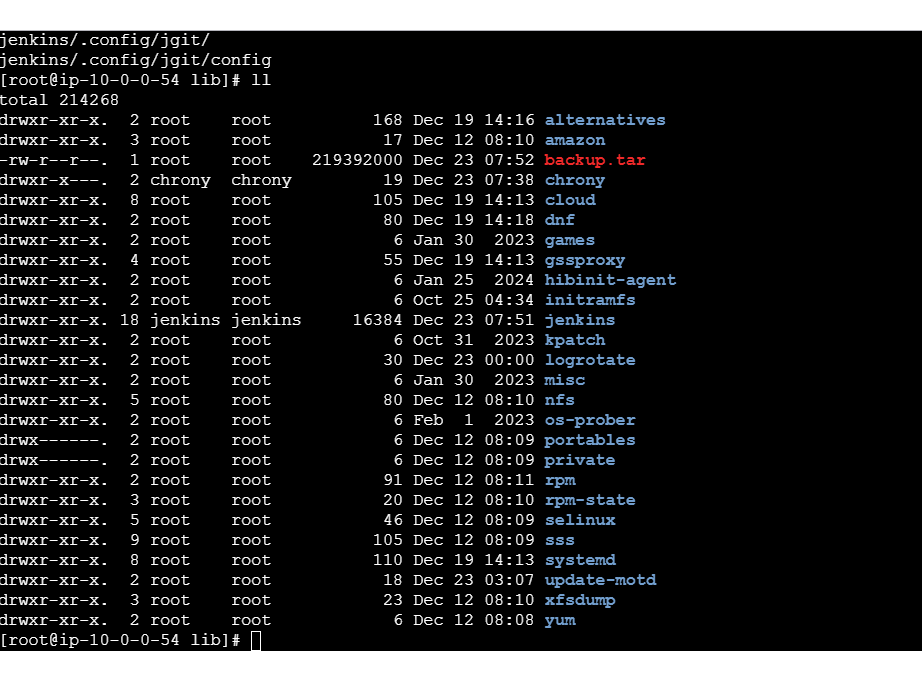 jenkins/.config/jgit/
jenkins/.config/jgit/config
[root@ip-10-0-0-54 lib]# ll
total 214268
drwxr-xr-x.  2 root    root          168 Dec 19 14:16 alternatives
drwxr-xr-x.  3 root    root           17 Dec 12 08:10 amazon
-rw-r--r--.  1 root    root    219392000 Dec 23 07:52 backup.tar
drwxr-x---.  2 chrony  chrony         19 Dec 23 07:38 chrony
drwxr-xr-x.  8 root    root          105 Dec 19 14:13 cloud
drwxr-xr-x.  2 root    root           80 Dec 19 14:18 dnf
drwxr-xr-x.  2 root    root            6 Jan 30  2023 games
drwxr-xr-x.  4 root    root           55 Dec 19 14:13 gssproxy
drwxr-xr-x.  2 root    root            6 Jan 25  2024 hibinit-agent
drwxr-xr-x.  2 root    root            6 Oct 25 04:34 initramfs
drwxr-xr-x. 18 jenkins jenkins     16384 Dec 23 07:51 jenkins
drwxr-xr-x.  2 root    root            6 Oct 31  2023 kpatch
drwxr-xr-x.  2 root    root           30 Dec 23 00:00 logrotate
drwxr-xr-x.  2 root    root            6 Jan 30  2023 misc
drwxr-xr-x.  5 root    root           80 Dec 12 08:10 nfs
drwxr-xr-x.  2 root    root            6 Feb  1  2023 os-prober
drwx------.  2 root    root            6 Dec 12 08:09 portables
drwx------.  2 root    root            6 Dec 12 08:09 private
drwxr-xr-x.  2 root    root           91 Dec 12 08:11 rpm
drwxr-xr-x.  3 root    root           20 Dec 12 08:10 rpm-state
drwxr-xr-x.  5 root    root           46 Dec 12 08:09 selinux
drwxr-xr-x.  9 root    root          105 Dec 12 08:09 sss
drwxr-xr-x.  8 root    root          110 Dec 19 14:13 systemd
drwxr-xr-x.  2 root    root           18 Dec 23 03:07 update-motd
drwxr-xr-x.  3 root    root           23 Dec 12 08:10 xfsdump
drwxr-xr-x.  2 root    root            6 Dec 12 08:08 yum
[root@ip-10-0-0-54 lib]#